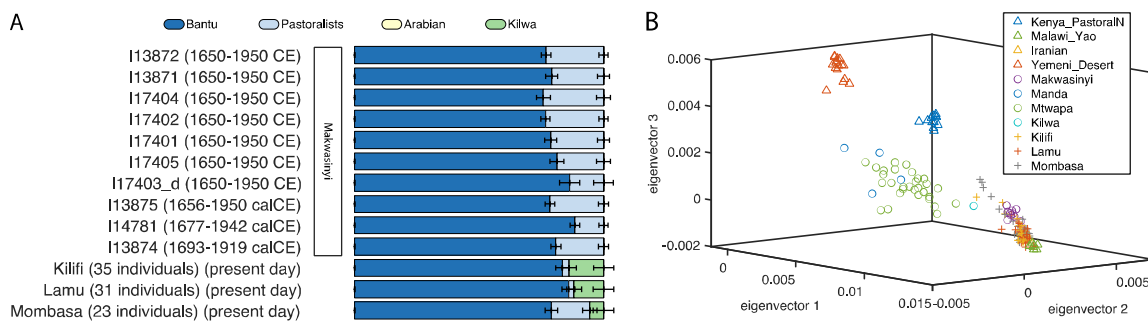 A
Bantu Pastoralists Arabian Kilwa
I13872 (1650-1950 CE)
I13871 (1650-1950 CE)
I17404 (1650-1950 CE)
I17402 (1650-1950 CE)
I17401 (1650-1950 CE)
I17405 (1650-1950 CE)
I17403_d (1650-1950 CE)
I13875 (1656-1950 calCE)
I14781 (1677-1942 calCE)
I13874 (1693-1919 calCE)
Makwasinyi
Kilifi (35 individuals) (present day)
Lamu (31 individuals) (present day)
Mombasa (23 individuals) (present day)
B
0.006
0.004
0.002
0
-0.002
eigenvector 3
0
0.005
0.01
0.015
eigenvector 1
-0.005
0
0.005
eigenvector 2
Kenya_PastoralN
Malawi_Yao
Iranian
Yemeni_Desert
Makwasinyi
Manda
Mtwapa
Kilwa
Kilifi
Lamu
Mombasa